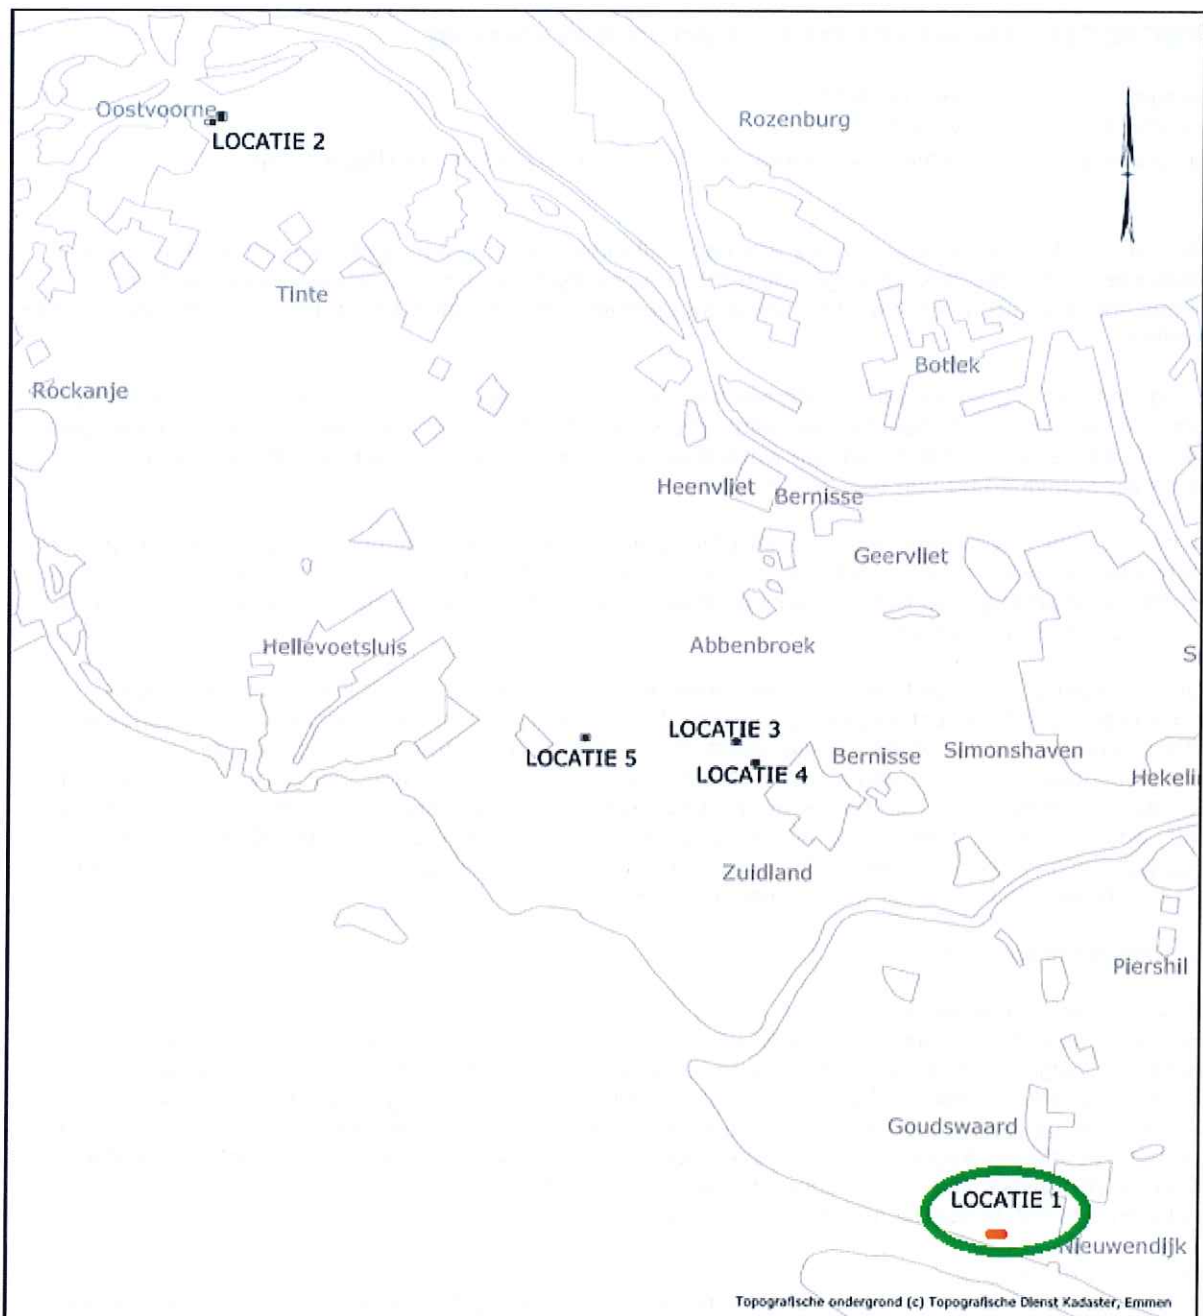 Oostvoorne
LOCATIE 2
Rozenburg
Tinte
Botlek
Rockanje
Heenvliet
Bernisse
Geervliet
Hellevoetsluis
Abbenbroek
S
LOCATIE 3
LOCATIE 5
LOCATIE 4
Bernisse
Simonshaven
Hekelin
Zuidland
Piershil
Goudswaard
LOCATIE 1
Nieuwendijk
Topografische ondergrond (c) Topografische Dienst Kadaster, Emmen